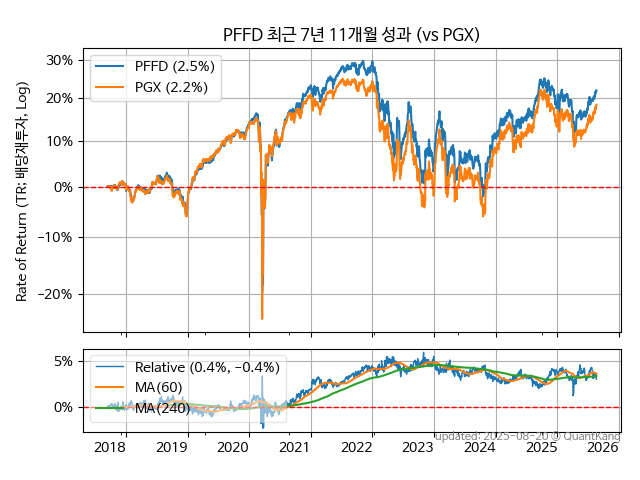 PFFD 최근 7년 11개월 성과 (vs PGX)
Rate of Return (TR: 배당재투자, Log)
30%
20%
10%
0%
−10%
−20%
PFFD (2.5%)
PGX (2.2%)
5%
0%
Relative (0.4%, −0.4%)
MA(60)
MA(240)
updated: 2025-08-20 © QuantKang
2018 2019 2020 2021 2022 2023 2024 2025 2026